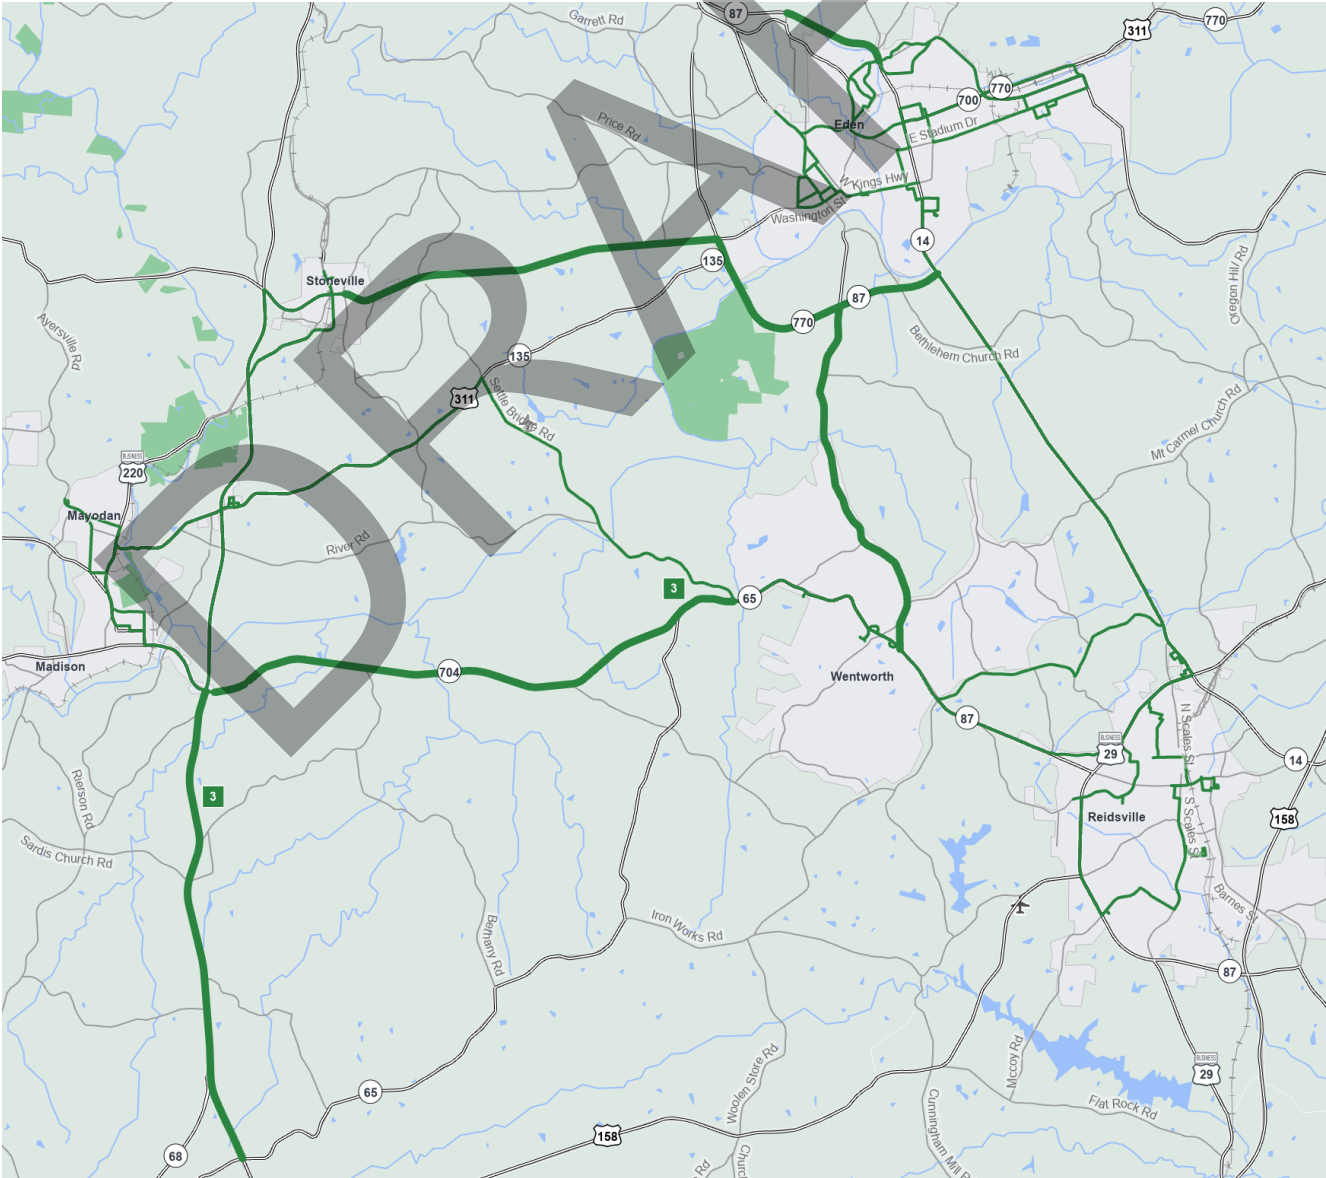 87
Garrett Rd
311
770
770
700
Price Rd
Eden
E Stadium Dr
W Kings Hwy
Washington St
14
135
Stoneville
87
770
Oregon Hill Rd
Ayersville Rd
Bethlehem Church Rd
135
311
Settle Bridge Rd
Mt Carmel Church Rd
BUSINESS
220
Mayodan
River Rd
3
65
Madison
704
Wentworth
87
N Scales St
BUSINESS
29
14
3
Rierson Rd
Reidsville
S Scales St
158
Sardis Church Rd
Barnes St
Iron Works Rd
Bethany Rd
87
Mccoy Rd
Woolen Store Rd
BUSINESS
29
65
Flat Rock Rd
Cunningham Mill R
158
68
Rd
Church
DRA